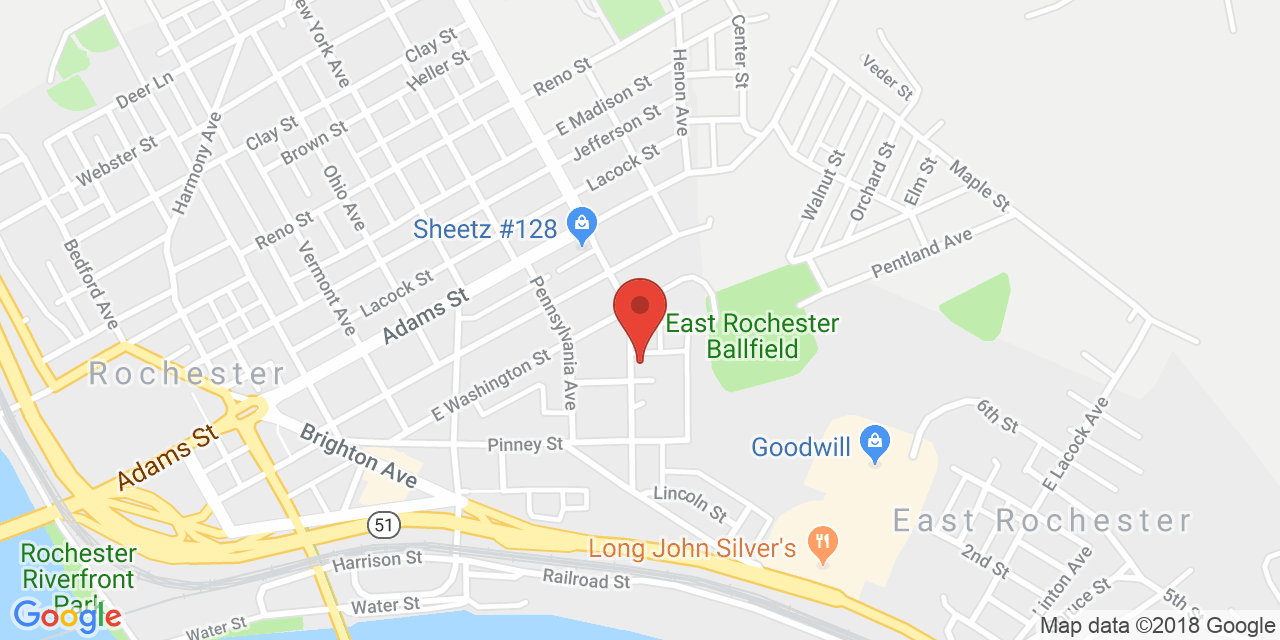 New York Ave
Clay St
Heller St
Deer Ln
Reno St
E Madison St
Jefferson St
Lacock St
Henon Ave
Center St
Veder St
Webster St
Harmony Ave
Clay St
Brown St
Ohio Ave
Reno St
Vermont Ave
Bedford Ave
Lacock St
Adams St
Sheetz #128
Pennsylvania Ave
E Washington St
Walnut St
Orchard St
Elm St
Maple St
Pentland Ave
East Rochester
Ballfield
Rochester
Adams St
Brighton Ave
Pinney St
Goodwill
6th St
E Lacock Ave
Lincoln St
51
Long John Silver's
East Rochester
2nd St
Linton Ave
5th St
Rochester
Riverfront
Park
Harrison St
Railroad St
Water St
Water St
Google
Map data ©2018 Google